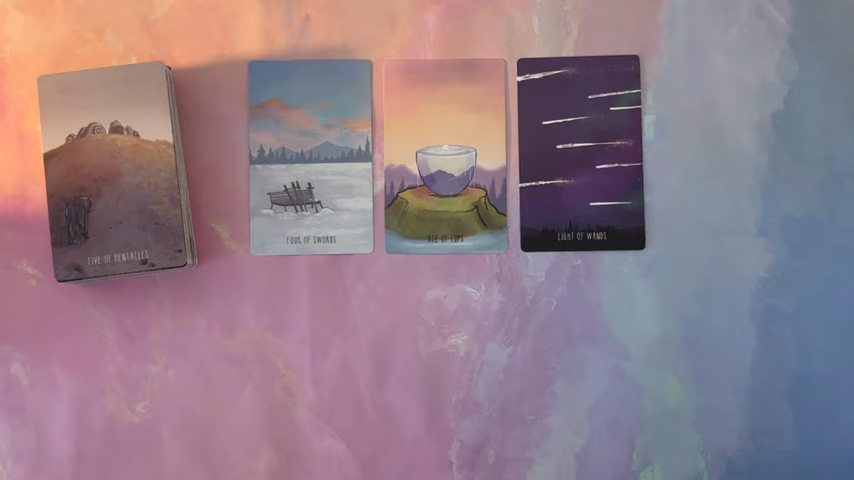 FIVE OF PENTACLES
FOUR OF SWORDS
ACE OF CUPS
EIGHT OF WANDS